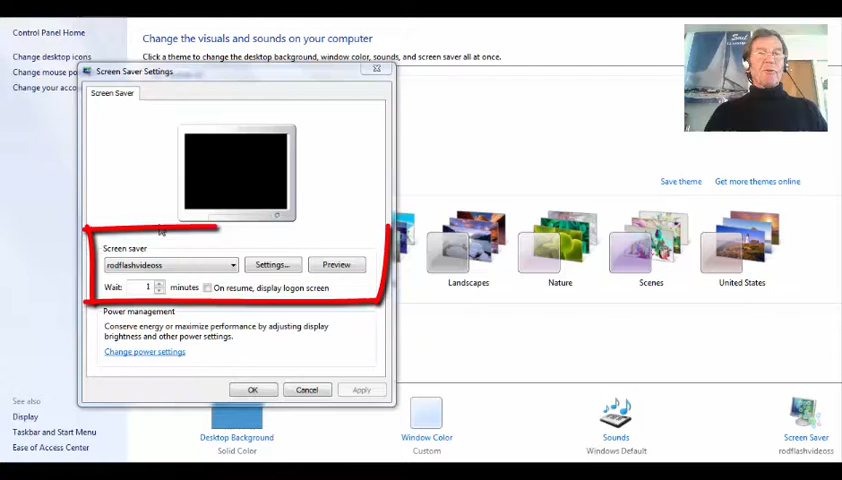 Control Panel Home
Change the visuals and sounds on your computer
Change desktop icons
Click a theme to change the desktop background, window color, sounds, and screen saver all at once.
Change mouse po
Change your acco
Screen Saver Settings
Screen Saver
Save theme
Get more themes online
Screen saver
rodflashvideoss
Settings...
Preview
Wait:
1
minutes
On resume, display logon screen
Landscapes
Nature
Scenes
United States
Power management
Conserve energy or maximize performance by adjusting display
brightness and other power settings.
Change power settings
OK
Cancel
Apply
See also
Display
Taskbar and Start Menu
Ease of Access Center
Desktop Background
Solid Color
Window Color
Custom
Sounds
Windows Default
Screen Saver
rodflashvideoss